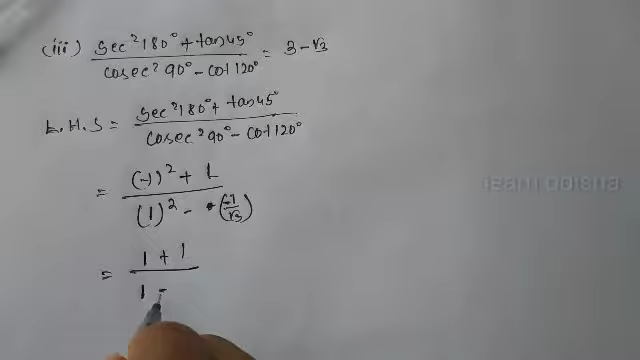 (iii) sec²180° + tan45° / cosec²90° - cot120° = 3 - √3
L.H.S = sec²180° + tan45° / cosec²90° - cot120°
= (-1)² + 1 / (1)² - (-1/√3)
= 1 + 1 / 1 -